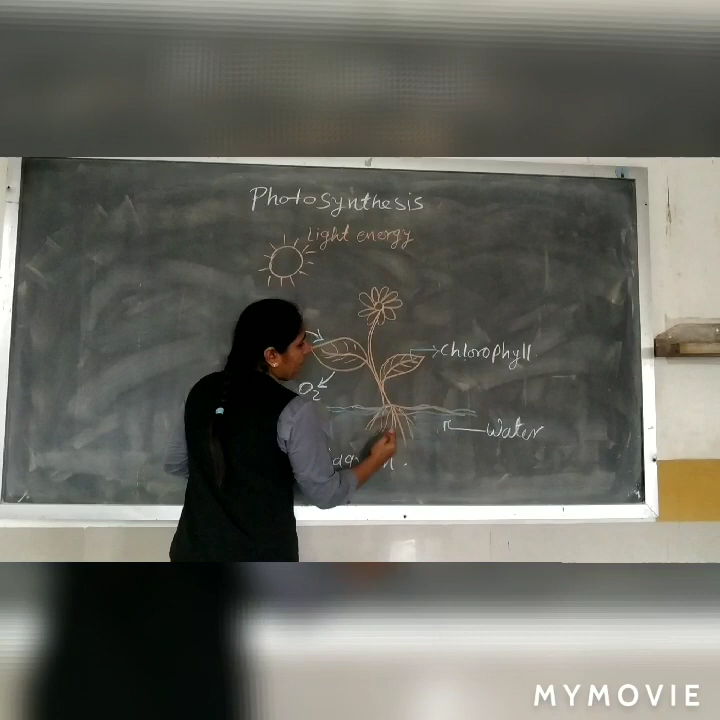 Photosynthesis
Light energy
Chlorophyll
O2
Water
MYMOVIE